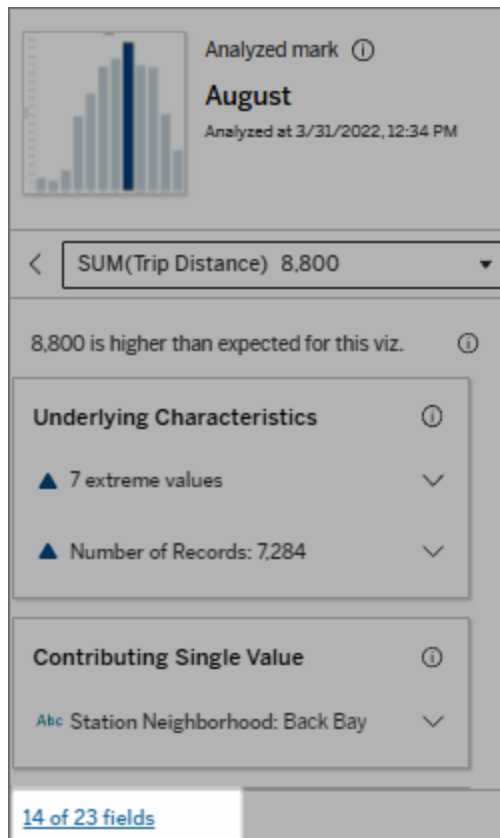 Analyzed mark
August
Analyzed at 3/31/2022, 12:34 PM
SUM(Trip Distance) 8,800
8,800 is higher than expected for this viz.
Underlying Characteristics
7 extreme values
Number of Records: 7,284
Contributing Single Value
Abc Station Neighborhood: Back Bay
14 of 23 fields